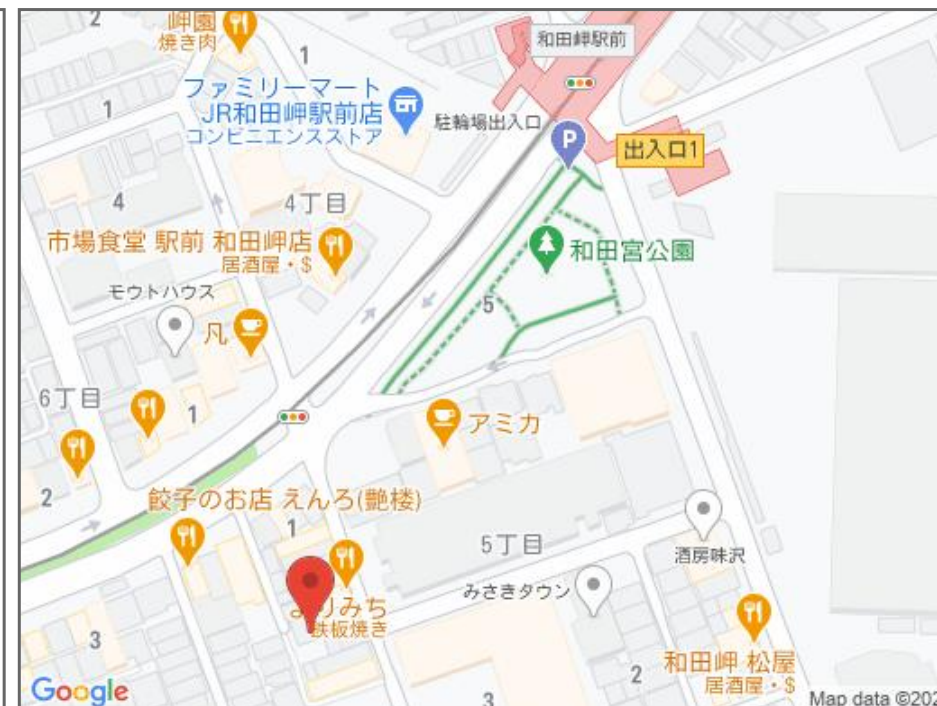 2
岬園
焼き肉
1
和田岬駅前
1
ファミリーマート
JR和田岬駅前店
コンビニエンスストア
駐輪場出入口
P
出入口1
4
4丁目
市場食堂 駅前 和田岬店
居酒屋・$
和田宮公園
モウトハウス
5
凡
6丁目
1
アミカ
2
餃子のお店 えんろ(艶楼)
1
5丁目
酒房味沢
みさきタウン
りみち
鉄板焼き
3
和田岬 松屋
居酒屋・$
2
3
Google
Map data ©202